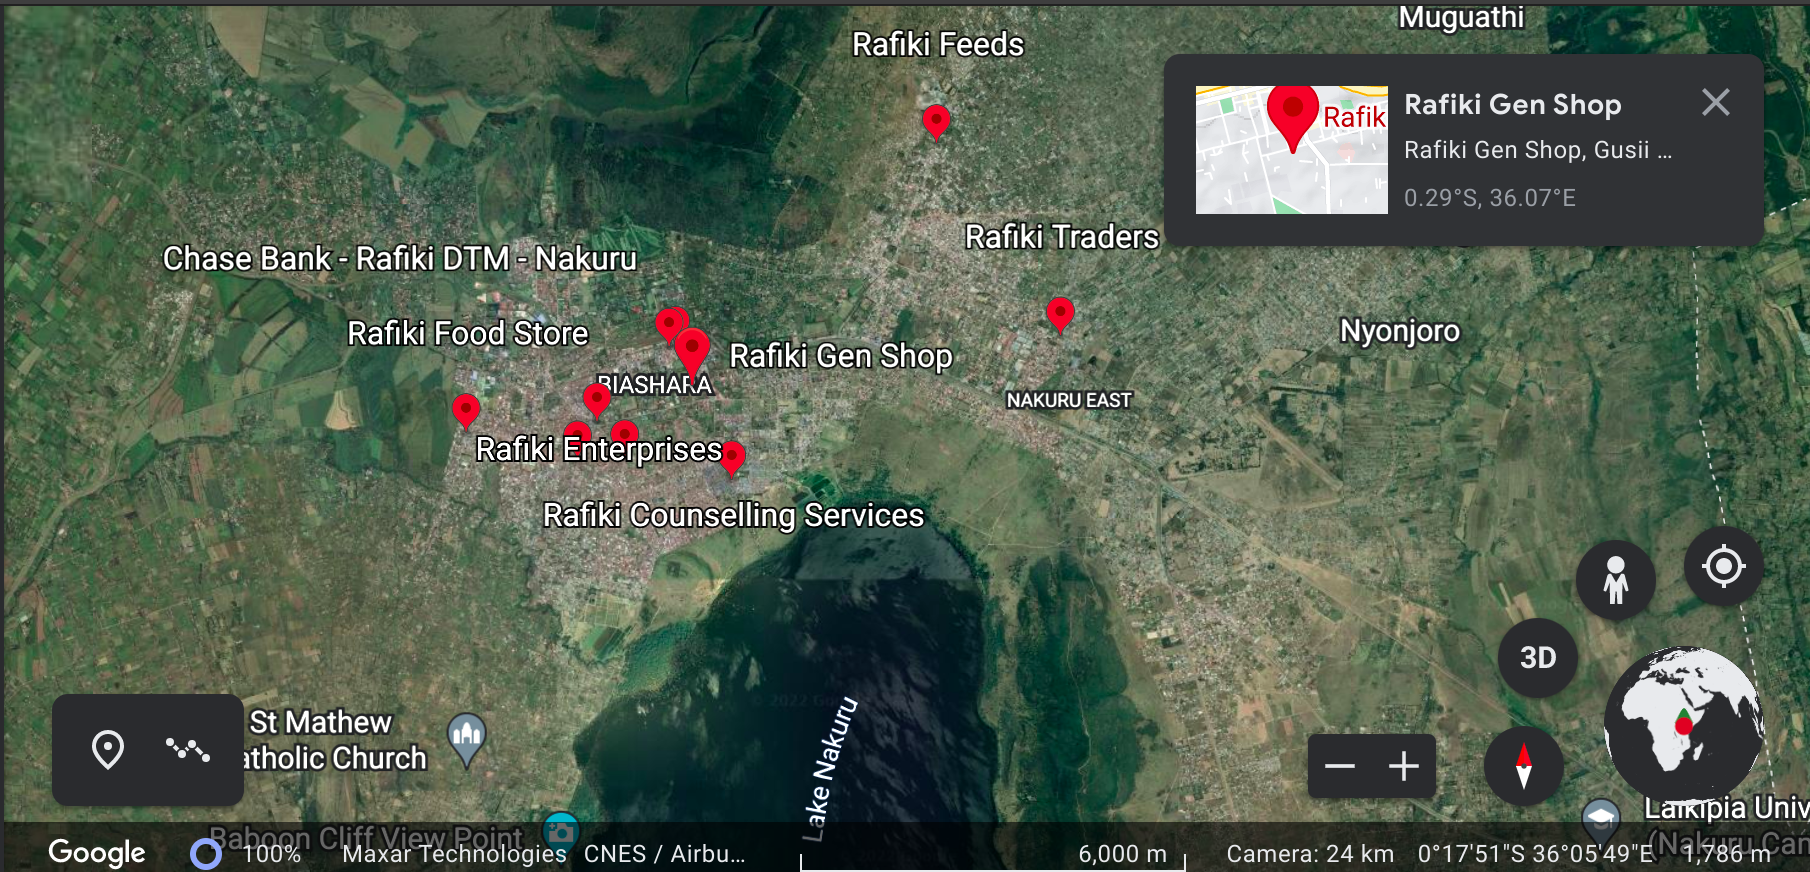 Muguathi
Rafiki Feeds
Rafiki Gen Shop
Rafik
Rafiki Gen Shop, Gusii ...
0.29°S, 36.07°E
Rafiki Traders
Chase Bank - Rafiki DTM - Nakuru
Rafiki Food Store
Nyonjoro
Rafiki Gen Shop
BIASHARA
NAKURU EAST
Rafiki Enterprises
Rafiki Counselling Services
3D
St Mathew
atholic Church
Lake Nakuru
Laikipia Univ
(Nakuru Cam
Baboon Cliff View Point
Google
100%
Maxar Technologies
CNES / Airbu...
6,000 m
Camera: 24 km
0°17'51"S 36°05'49"E
1,786 m